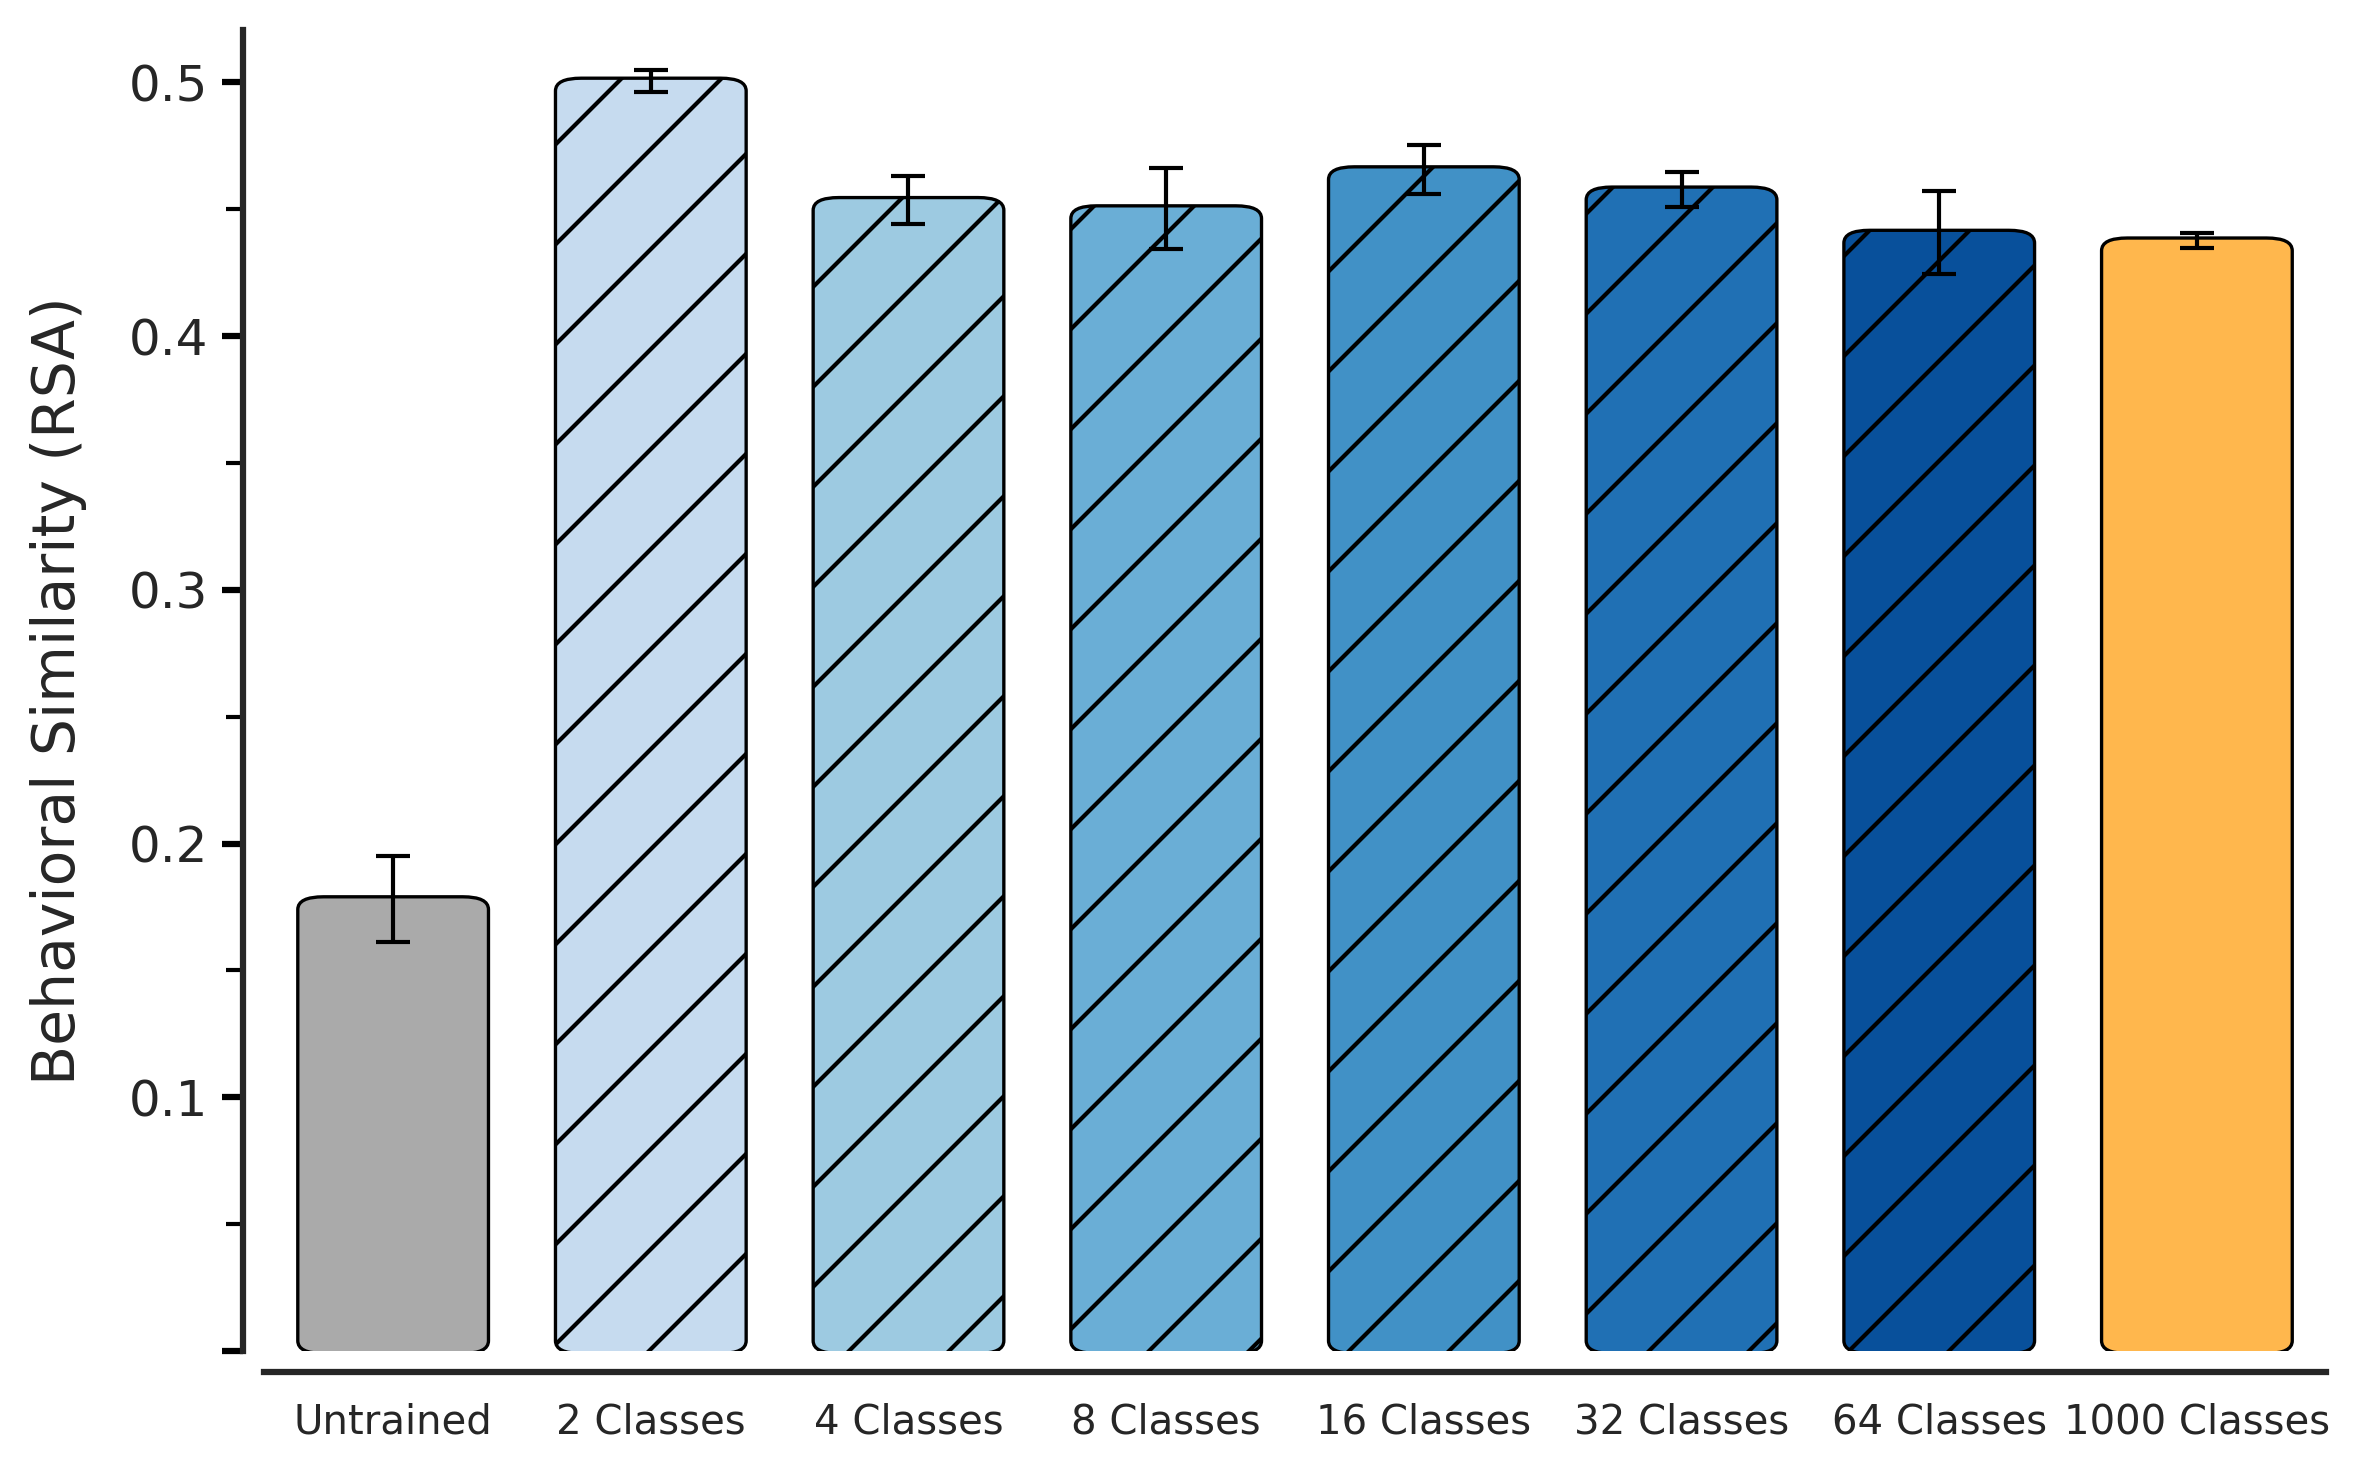 Behavioral Similarity (RSA)
0.5
0.4
0.3
0.2
0.1
Untrained
2 Classes
4 Classes
8 Classes
16 Classes
32 Classes
64 Classes
1000 Classes